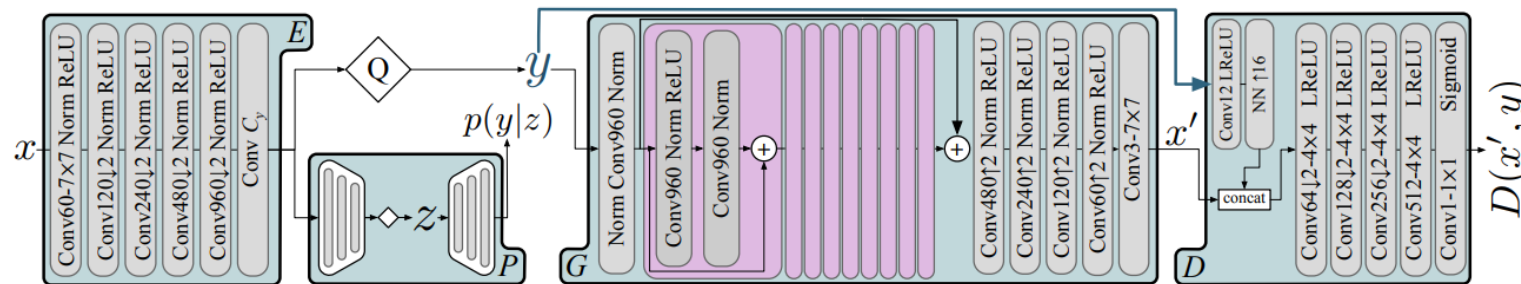 x
Conv60-7×7 Norm ReLU
Conv120↓2 Norm ReLU
Conv240↓2 Norm ReLU
Conv480↓2 Norm ReLU
Conv960↓2 Norm ReLU
Conv C_y
E
Q
y
p(y|z)
z
P
G
Norm Conv960 Norm
Conv960 Norm ReLU
Conv960 Norm
+
+
Conv480↑2 Norm ReLU
Conv240↑2 Norm ReLU
Conv120↑2 Norm ReLU
Conv60↑2 Norm ReLU
Conv3-7×7
x′
D
Conv12 LReLU
NN ↑16
concat
Conv64↓2-4×4 LReLU
Conv128↓2-4×4 LReLU
Conv256↓2-4×4 LReLU
Conv512-4×4 LReLU
Conv1-1×1 Sigmoid
D(x′, y)